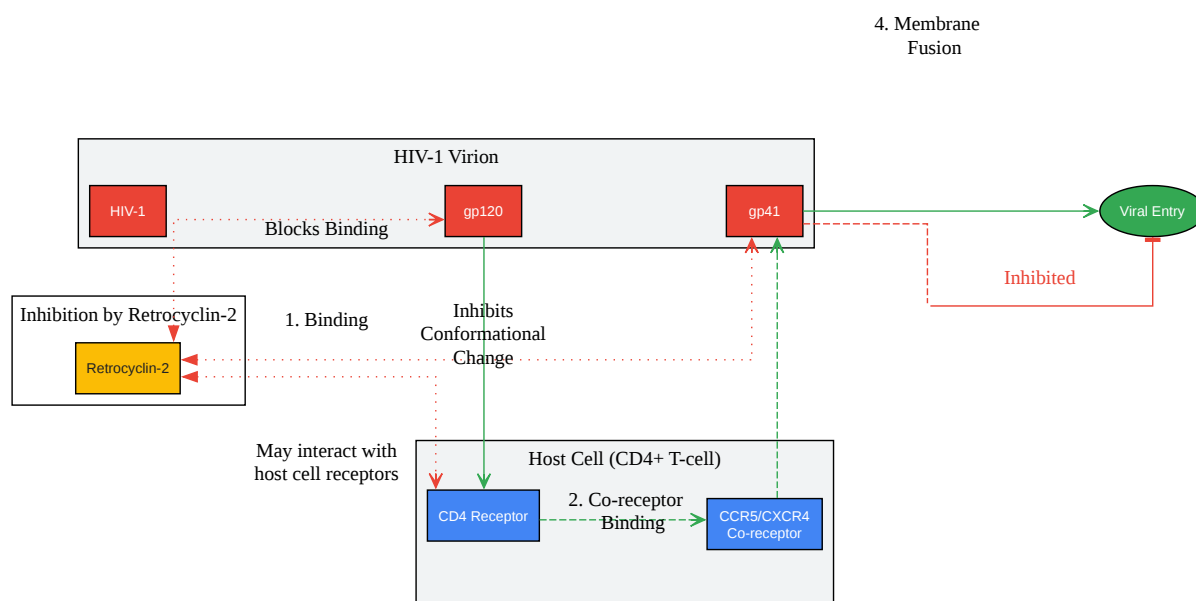 4. Membrane
Fusion
HIV-1 Virion
HIV-1
gp120
gp41
Viral Entry
Blocks Binding
Inhibited
Inhibition by Retrocyclin-2
1. Binding
Inhibits
Conformational
Change
Retrocyclin-2
May interact with
host cell receptors
Host Cell (CD4+ T-cell)
CD4 Receptor
2. Co-receptor
Binding
CCR5/CXCR4
Co-receptor